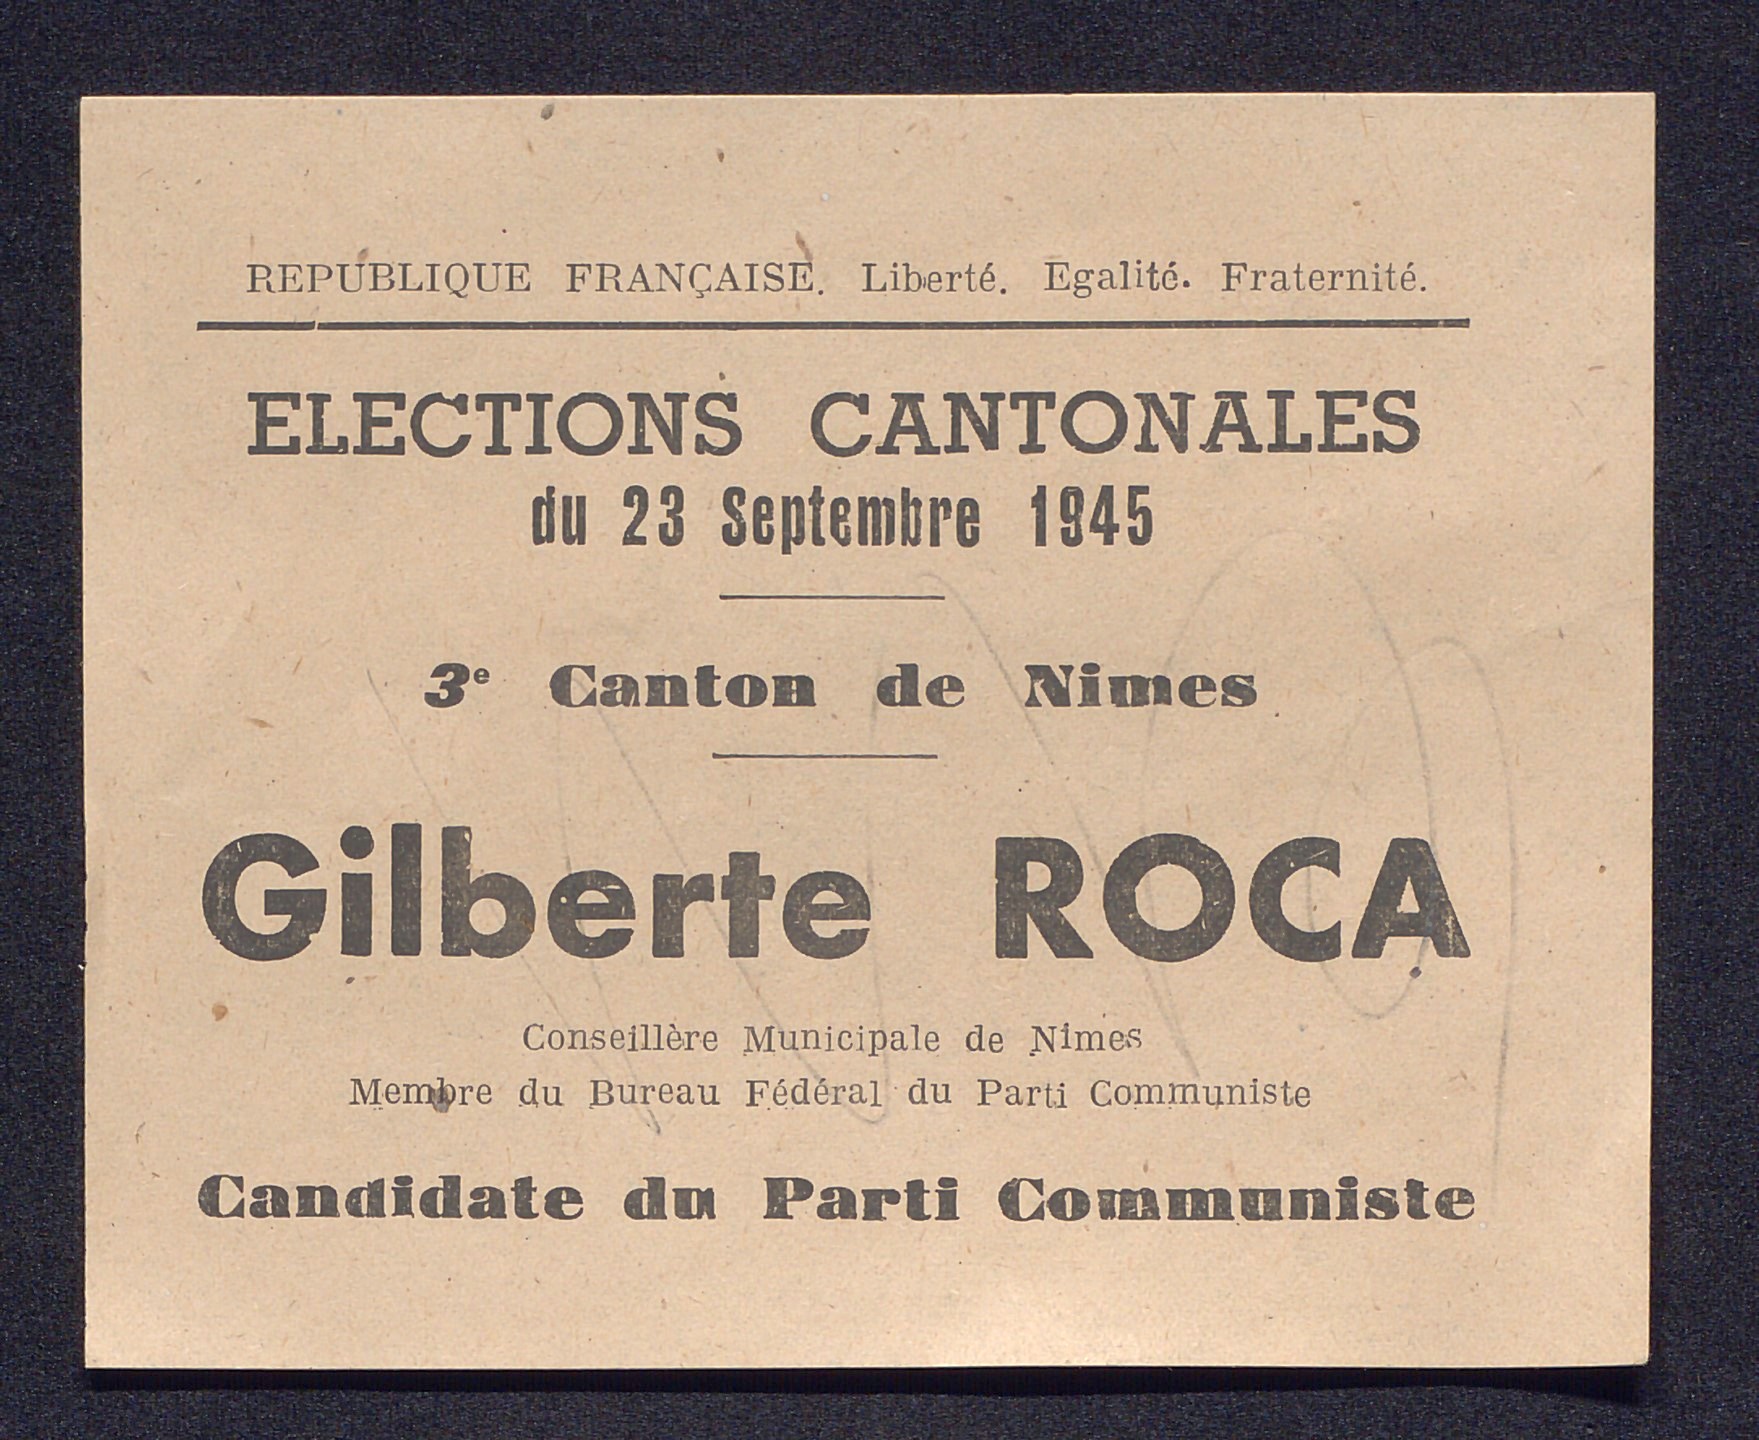 REPUBLIQUE FRANÇAISE. Liberté. Egalité. Fraternité.
ELECTIONS CANTONALES
du 23 Septembre 1945
3e Canton de Nimes
Gilberte ROCA
Conseillère Municipale de Nimes
Membre du Bureau Fédéral du Parti Communiste
Candidate du Parti Communiste